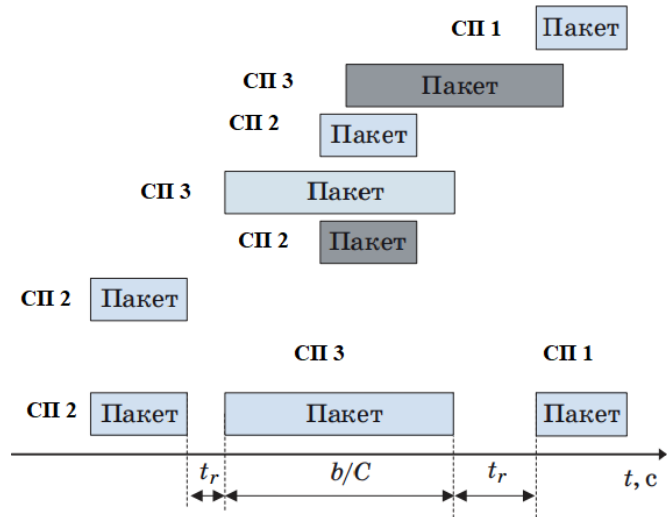 СП 1 Пакет
СП 3 Пакет
СП 2 Пакет
СП 3 Пакет
СП 2 Пакет
СП 2 Пакет
СП 3 СП 1
СП 2 Пакет Пакет Пакет
t_r b/C t_r t, с